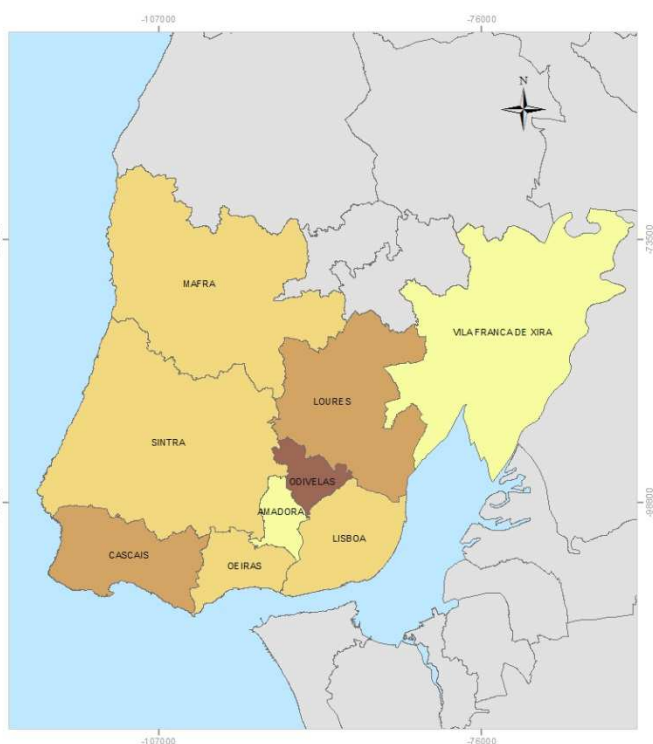 -107000
-76000
N
-73500
MAFRA
VILA FRANCA DE XIRA
LOURES
SINTRA
ODIVELAS
AMADORA
-98800
LISBOA
CASCAIS
OEIRAS
-107000
-76000